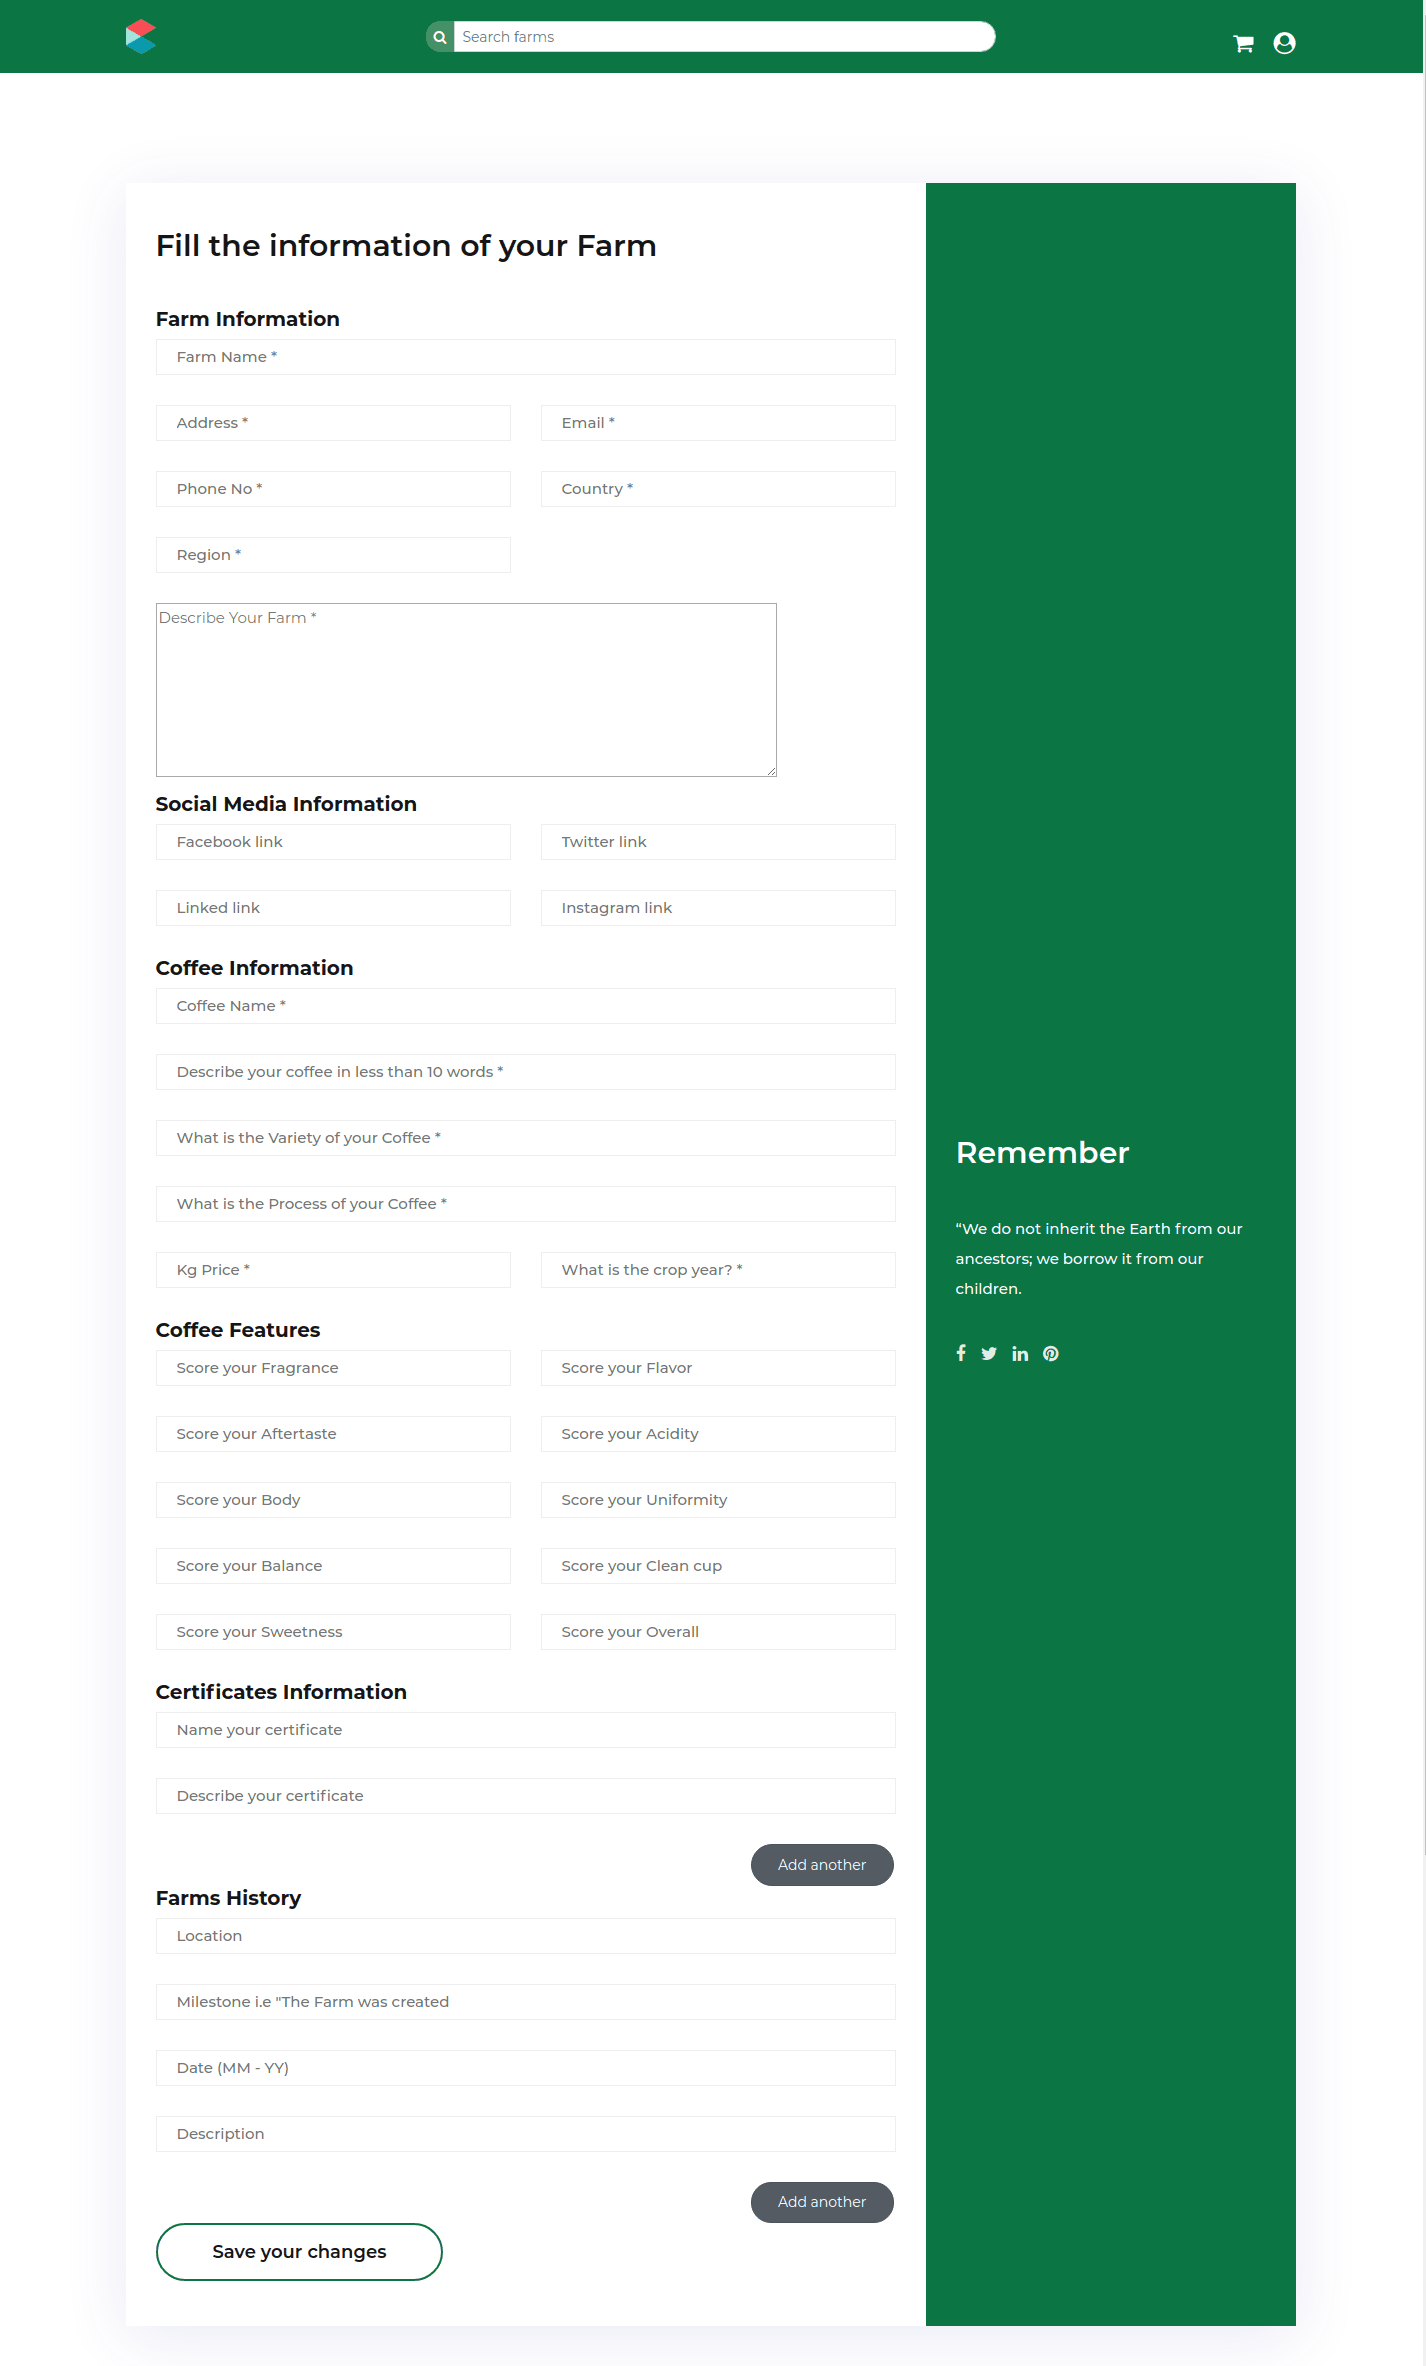 Search farms
Fill the information of your Farm
Farm Information
Farm Name *
Address *
Email *
Phone No *
Country *
Region *
Describe Your Farm *
Social Media Information
Facebook link
Twitter link
Linked link
Instagram link
Coffee Information
Coffee Name *
Describe your coffee in less than 10 words *
What is the Variety of your Coffee *
What is the Process of your Coffee *
Kg Price *
What is the crop year? *
Coffee Features
Score your Fragrance
Score your Flavor
Score your Aftertaste
Score your Acidity
Score your Body
Score your Uniformity
Score your Balance
Score your Clean cup
Score your Sweetness
Score your Overall
Certificates Information
Name your certificate
Describe your certificate
Add another
Farms History
Location
Milestone i.e "The Farm was created
Date (MM - YY)
Description
Add another
Save your changes
Remember
“We do not inherit the Earth from our
ancestors; we borrow it from our
children.